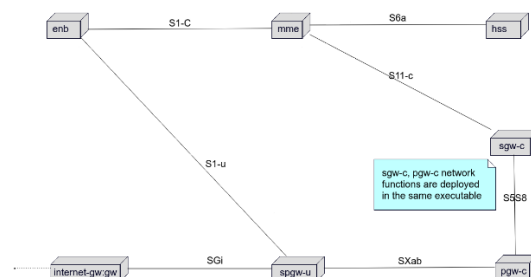 S1-C
S6a
enb
mme
hss
S11-c
sgw-c
S1-u
sgw-c, pgw-c network
functions are deployed
in the same executable
S5S8
SGi
SXab
internet-gw:gw
spgw-u
pgw-c